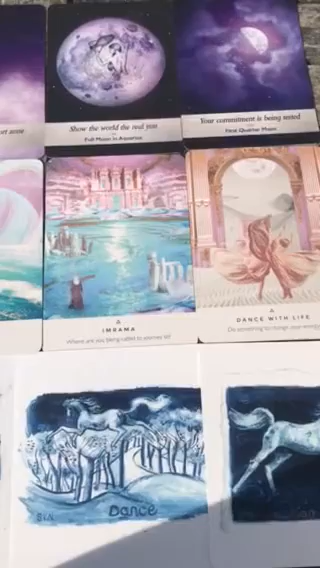 Show the world the real you
Full Moon in Aquarius
Your commitment is being tested
First Quarter Moon
IMRAMA
Where are you being called to journey to?
DANCE WITH LIFE
Do something to change your energy
Dance